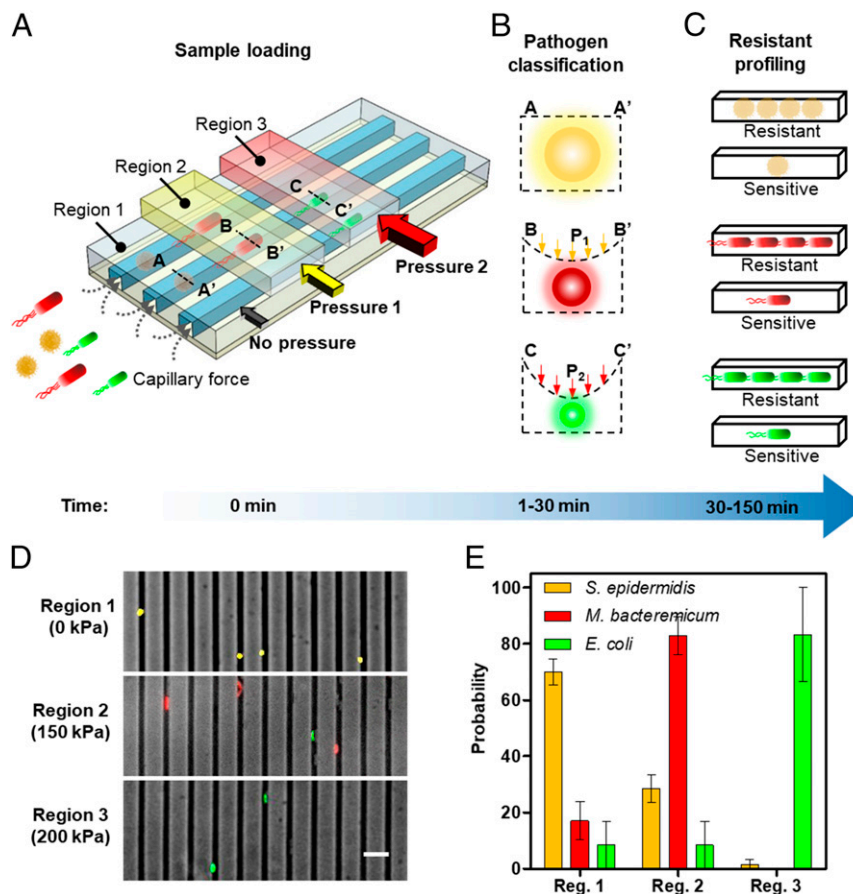 A
Sample loading
Region 3
Region 2
Region 1
C
C'
B
B'
A
A'
Pressure 2
Pressure 1
No pressure
Capillary force
B
Pathogen
classification
A A'
B P1 B'
C P2 C'
C
Resistant
profiling
Resistant
Sensitive
Resistant
Sensitive
Resistant
Sensitive
Time: 0 min 1-30 min 30-150 min
D
Region 1
(0 kPa)
Region 2
(150 kPa)
Region 3
(200 kPa)
E
Probability
100
80
60
40
20
0
S. epidermidis
M. bacteremicum
E. coli
Reg. 1 Reg. 2 Reg. 3